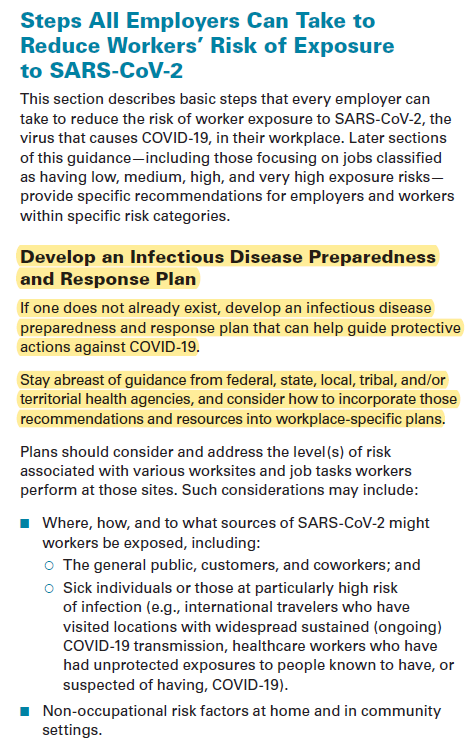 Steps All Employers Can Take to
Reduce Workers’ Risk of Exposure
to SARS-CoV-2
This section describes basic steps that every employer can
take to reduce the risk of worker exposure to SARS-CoV-2, the
virus that causes COVID-19, in their workplace. Later sections
of this guidance—including those focusing on jobs classified
as having low, medium, high, and very high exposure risks—
provide specific recommendations for employers and workers
within specific risk categories.
Develop an Infectious Disease Preparedness
and Response Plan
If one does not already exist, develop an infectious disease
preparedness and response plan that can help guide protective
actions against COVID-19.
Stay abreast of guidance from federal, state, local, tribal, and/or
territorial health agencies, and consider how to incorporate those
recommendations and resources into workplace-specific plans.
Plans should consider and address the level(s) of risk
associated with various worksites and job tasks workers
perform at those sites. Such considerations may include:
■ Where, how, and to what sources of SARS-CoV-2 might
workers be exposed, including:
○ The general public, customers, and coworkers; and
○ Sick individuals or those at particularly high risk
of infection (e.g., international travelers who have
visited locations with widespread sustained (ongoing)
COVID-19 transmission, healthcare workers who have
had unprotected exposures to people known to have, or
suspected of having, COVID-19).
■ Non-occupational risk factors at home and in community
settings.